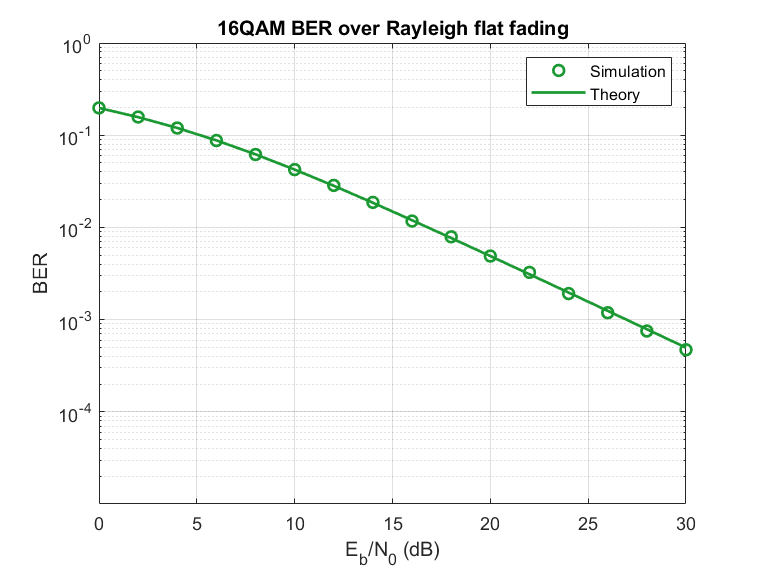 16QAM BER over Rayleigh flat fading
Simulation
Theory
10^0
10^-1
10^-2
10^-3
10^-4
BER
0 5 10 15 20 25 30
E_b/N_0 (dB)